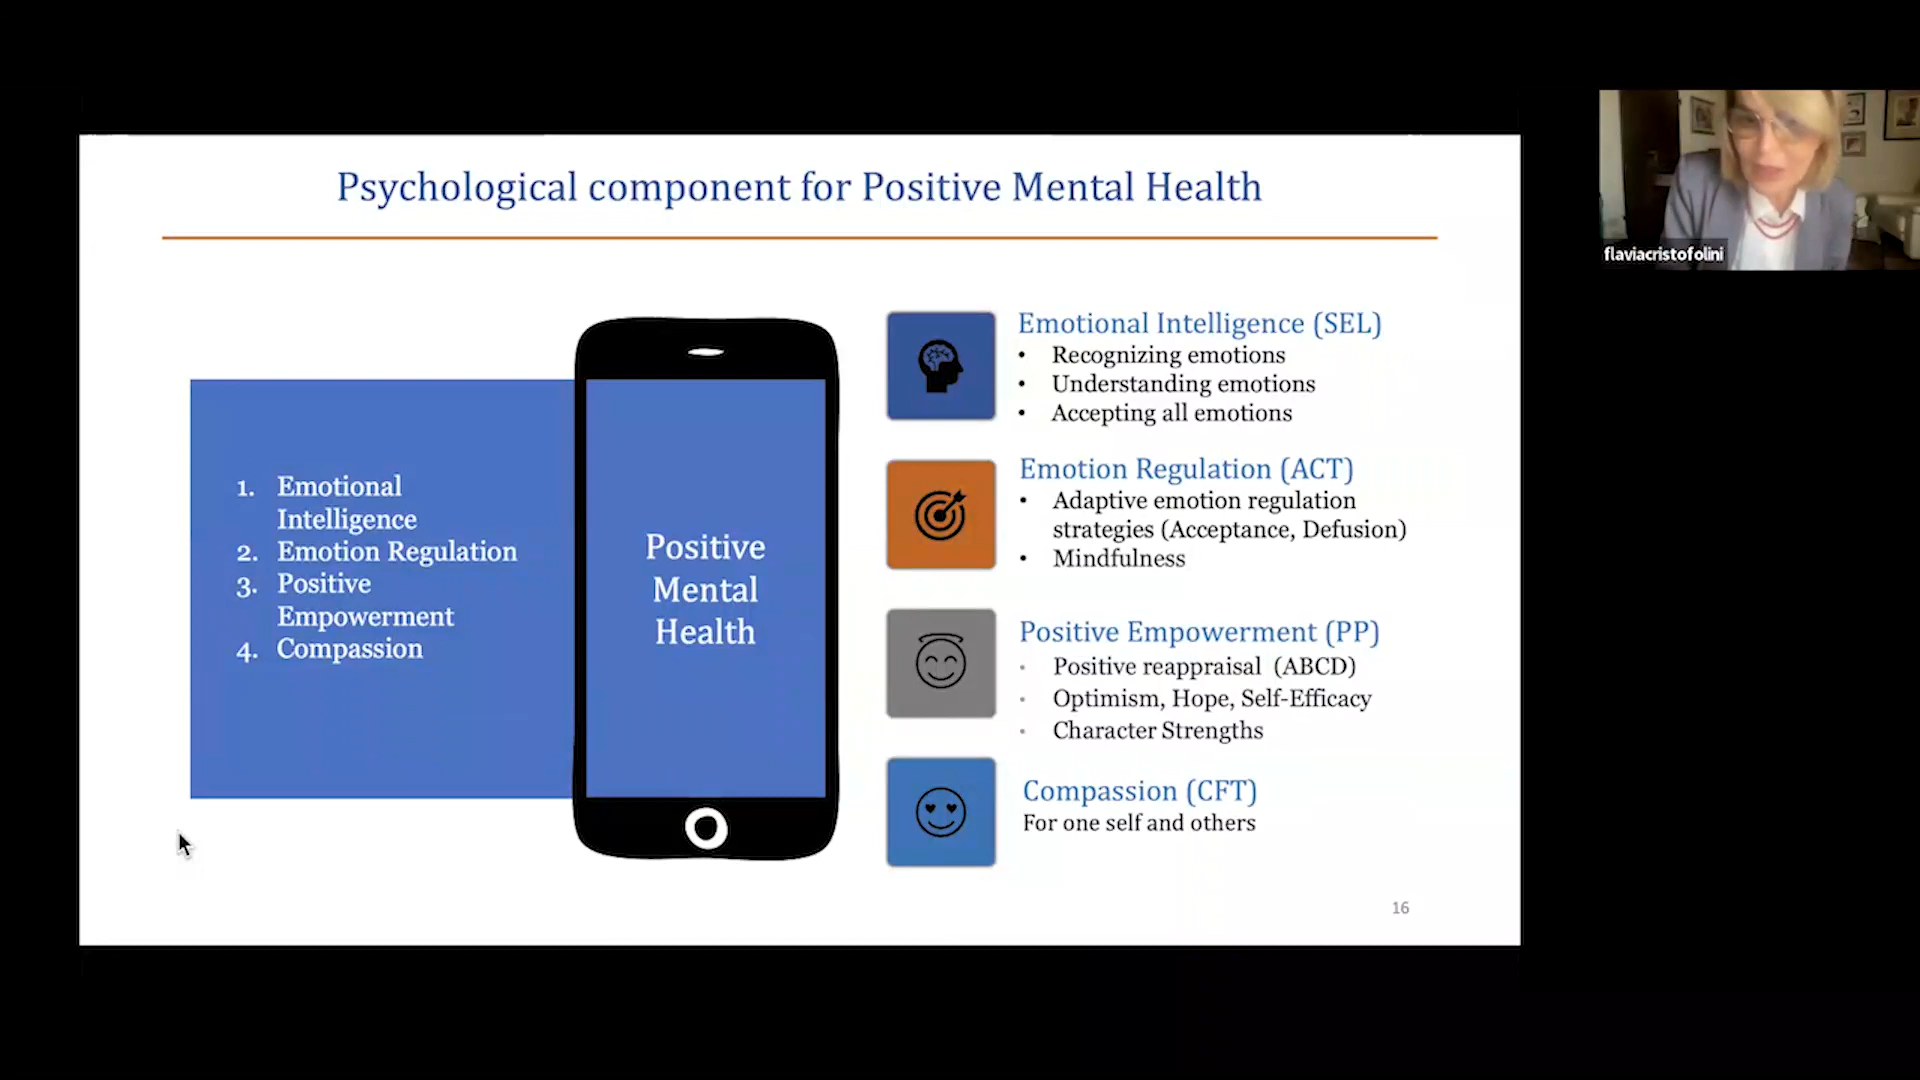 Psychological component for Positive Mental Health
1. Emotional
Intelligence
2. Emotion Regulation
3. Positive
Empowerment
4. Compassion
Positive
Mental
Health
Emotional Intelligence (SEL)
• Recognizing emotions
• Understanding emotions
• Accepting all emotions
Emotion Regulation (ACT)
• Adaptive emotion regulation
strategies (Acceptance, Defusion)
• Mindfulness
Positive Empowerment (PP)
• Positive reappraisal (ABCD)
• Optimism, Hope, Self-Efficacy
• Character Strengths
Compassion (CFT)
For one self and others
16
flaviacristofolini